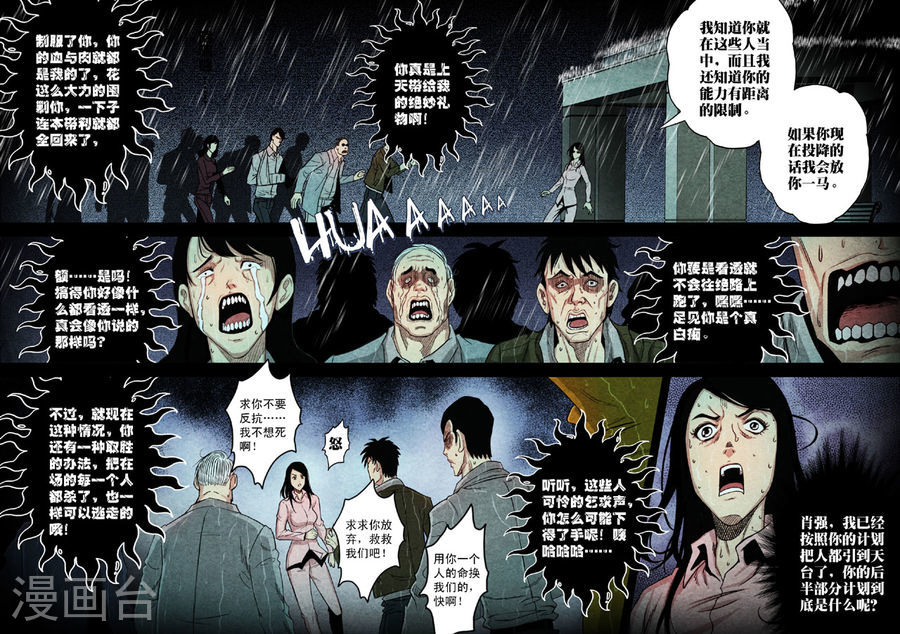 我知道你就
在这些人当
中，而且我
还知道你的
能力有距离
的限制。
如果你现
在投降的
话我会放
你一马。
你真是上
天带给我
的绝妙礼
物啊！
制服了你，你
的血与肉就都
是我的了，花
这么大力的围
剿你，一下子
连本带利就都
全回来了，
HUA A A A A A A
额……是吗！
搞得你好像什
么都看透一样，
真会像你说的
那样吗？
你要是看透就
不会往绝路上
跑了，嘿嘿……
足见你是个真
白痴。
不过，就现在
这种情况，你
还有一种取胜
的办法，把在
场的每一个人
都杀了，也一
样可以逃走的
哦！
求你不要
反抗……
我不想死
啊！
怒
求求你放
弃，救救
我们吧！
用你一个
人的命换
我们的，
快啊！
听听，这些人
可怜的乞求声，
你怎么可能下
得了手呢！咳
哈哈哈……
肖强，我已经
按照你的计划
把人都引到天
台了，你的后
半部分计划到
底是什么呢？
漫画台